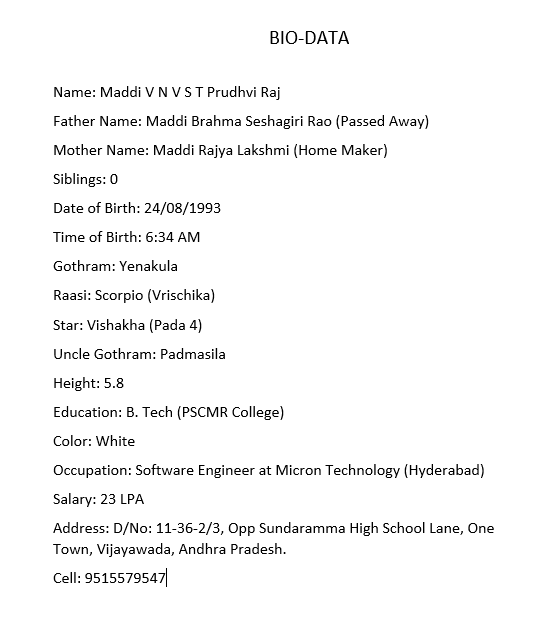 BIO-DATA
Name: Maddi V N V S T Prudhvi Raj
Father Name: Maddi Brahma Seshagiri Rao (Passed Away)
Mother Name: Maddi Rajya Lakshmi (Home Maker)
Siblings: 0
Date of Birth: 24/08/1993
Time of Birth: 6:34 AM
Gothram: Yenakula
Raasi: Scorpio (Vrischika)
Star: Vishakha (Pada 4)
Uncle Gothram: Padmasila
Height: 5.8
Education: B. Tech (PSCMR College)
Color: White
Occupation: Software Engineer at Micron Technology (Hyderabad)
Salary: 23 LPA
Address: D/No: 11-36-2/3, Opp Sundaramma High School Lane, One
Town, Vijayawada, Andhra Pradesh.
Cell: 9515579547